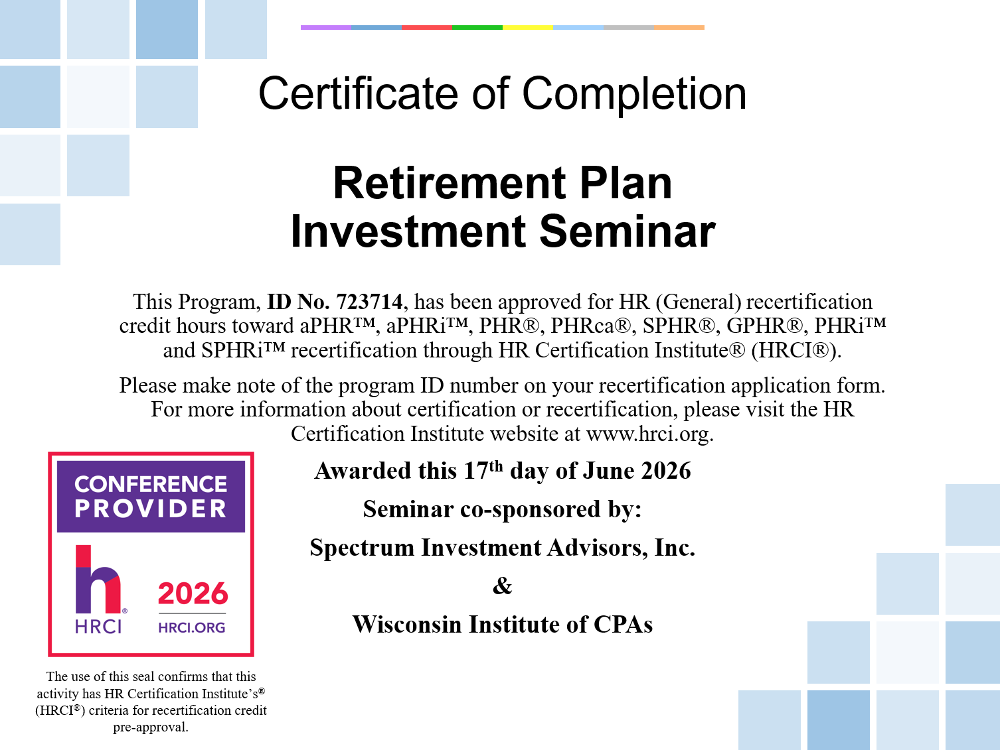 Certificate of Completion
Retirement Plan
Investment Seminar
This Program, ID No. 723714, has been approved for HR (General) recertification
credit hours toward aPHR™, aPHRi™, PHR®, PHRca®, SPHR®, GPHR®, PHRi™
and SPHRi™ recertification through HR Certification Institute® (HRCI®).
Please make note of the program ID number on your recertification application form.
For more information about certification or recertification, please visit the HR
Certification Institute website at www.hrci.org.
Awarded this 17th day of June 2026
Seminar co-sponsored by:
Spectrum Investment Advisors, Inc.
&
Wisconsin Institute of CPAs
CONFERENCE
PROVIDER
h®
HRCI
2026
HRCI.ORG
The use of this seal confirms that this
activity has HR Certification Institute’s®
(HRCI®) criteria for recertification credit
pre-approval.